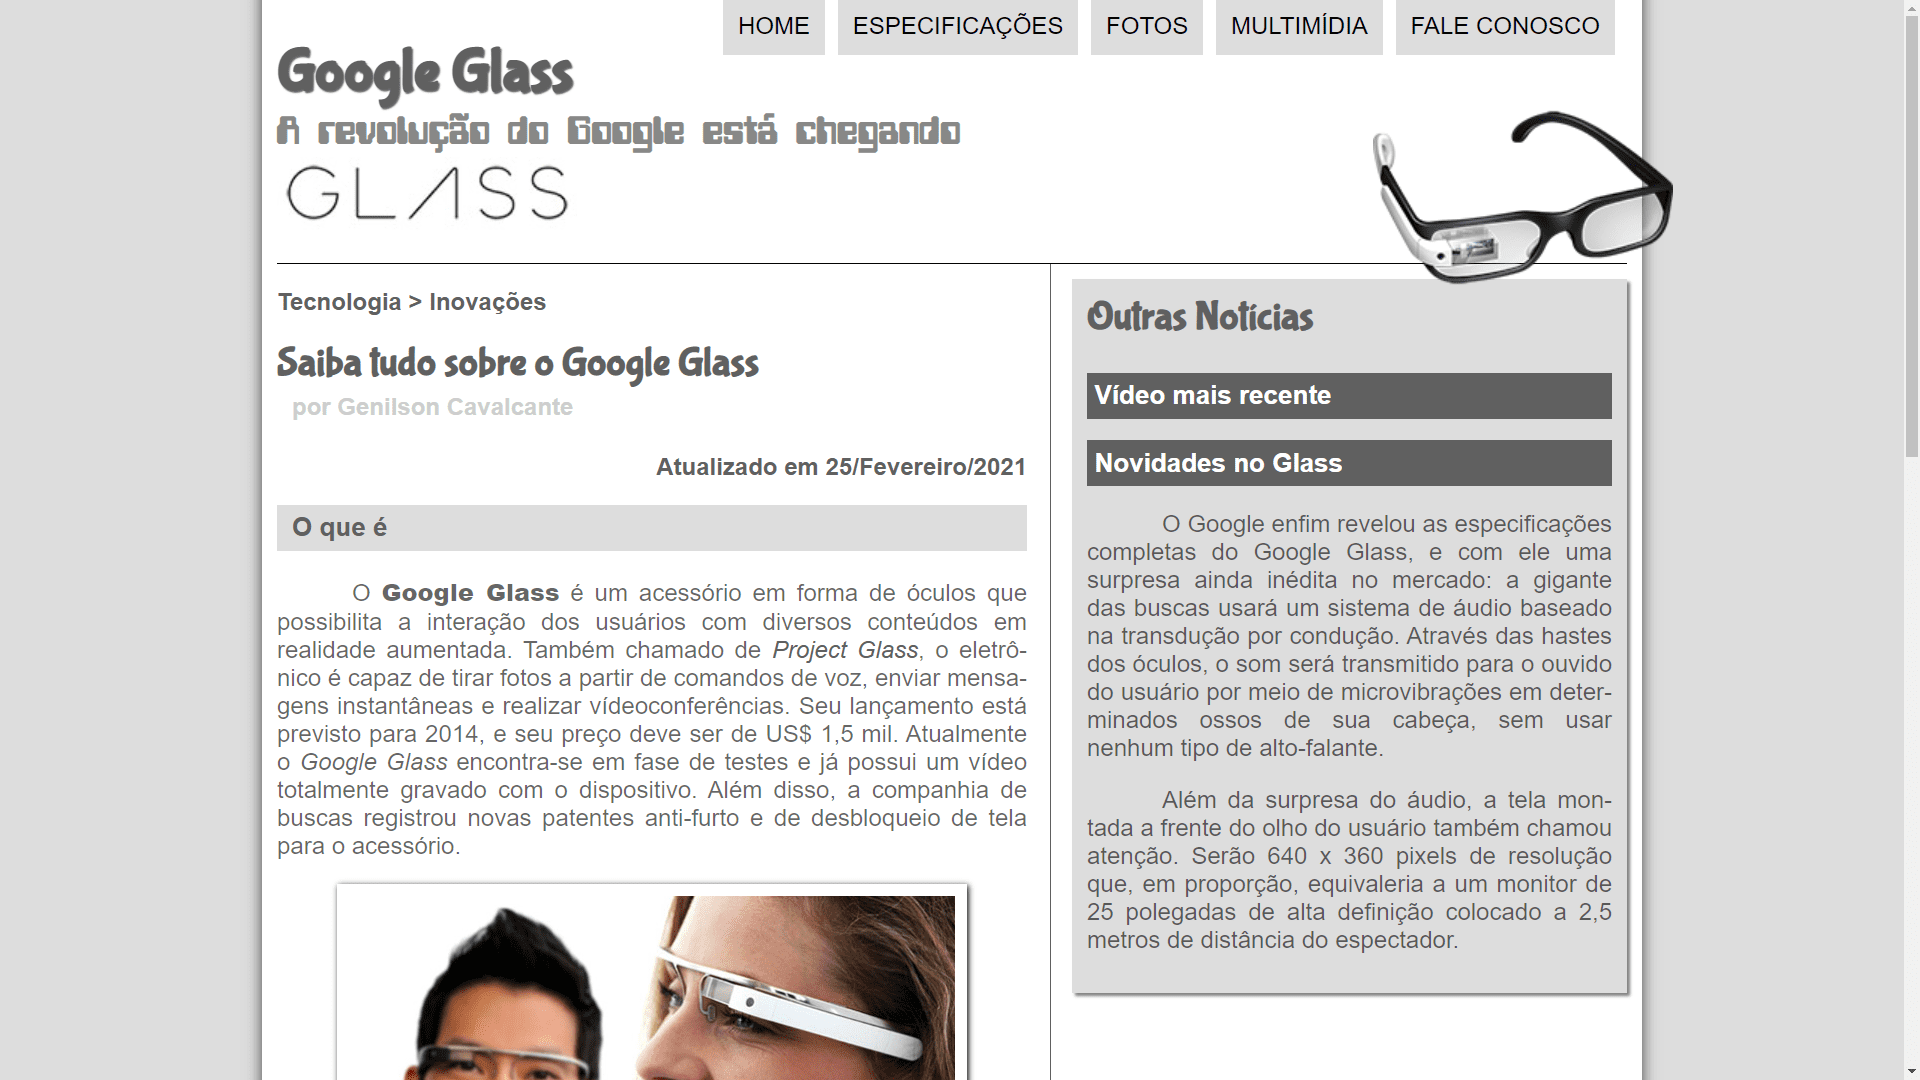 HOME ESPECIFICAÇÕES FOTOS MULTIMÍDIA FALE CONOSCO
Google Glass
A revolução do Google está chegando
GLASS
Tecnologia > Inovações
Saiba tudo sobre o Google Glass
por Genilson Cavalcante
Atualizado em 25/Fevereiro/2021
O que é
O Google Glass é um acessório em forma de óculos que
possibilita a interação dos usuários com diversos conteúdos em
realidade aumentada. Também chamado de Project Glass, o eletrô-
nico é capaz de tirar fotos a partir de comandos de voz, enviar mensa-
gens instantâneas e realizar vídeoconferências. Seu lançamento está
previsto para 2014, e seu preço deve ser de US$ 1,5 mil. Atualmente
o Google Glass encontra-se em fase de testes e já possui um vídeo
totalmente gravado com o dispositivo. Além disso, a companhia de
buscas registrou novas patentes anti-furto e de desbloqueio de tela
para o acessório.
Outras Notícias
Vídeo mais recente
Novidades no Glass
O Google enfim revelou as especificações
completas do Google Glass, e com ele uma
surpresa ainda inédita no mercado: a gigante
das buscas usará um sistema de áudio baseado
na transdução por condução. Através das hastes
dos óculos, o som será transmitido para o ouvido
do usuário por meio de microvibrações em deter-
minados ossos de sua cabeça, sem usar
nenhum tipo de alto-falante.
Além da surpresa do áudio, a tela mon-
tada a frente do olho do usuário também chamou
atenção. Serão 640 x 360 pixels de resolução
que, em proporção, equivaleria a um monitor de
25 polegadas de alta definição colocado a 2,5
metros de distância do espectador.